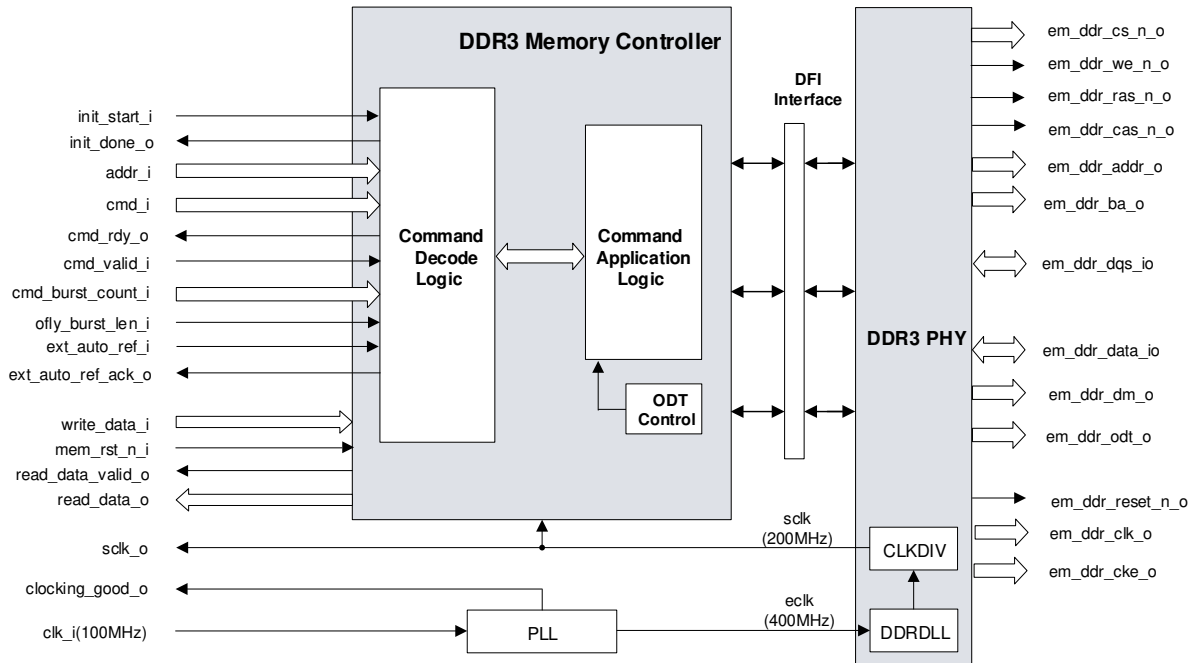 DDR3 Memory Controller
DFI
Interface
init_start_i
init_done_o
addr_i
cmd_i
cmd_rdy_o
cmd_valid_i
cmd_burst_count_i
ofly_burst_len_i
ext_auto_ref_i
ext_auto_ref_ack_o
write_data_i
mem_rst_n_i
read_data_valid_o
read_data_o
sclk_o
clocking_good_o
clk_i(100MHz)
Command
Decode
Logic
Command
Application
Logic
ODT
Control
PLL
sclk
(200MHz)
eclk
(400MHz)
DDR3 PHY
CLKDIV
DDRDLL
em_ddr_cs_n_o
em_ddr_we_n_o
em_ddr_ras_n_o
em_ddr_cas_n_o
em_ddr_addr_o
em_ddr_ba_o
em_ddr_dqs_io
em_ddr_data_io
em_ddr_dm_o
em_ddr_odt_o
em_ddr_reset_n_o
em_ddr_clk_o
em_ddr_cke_o